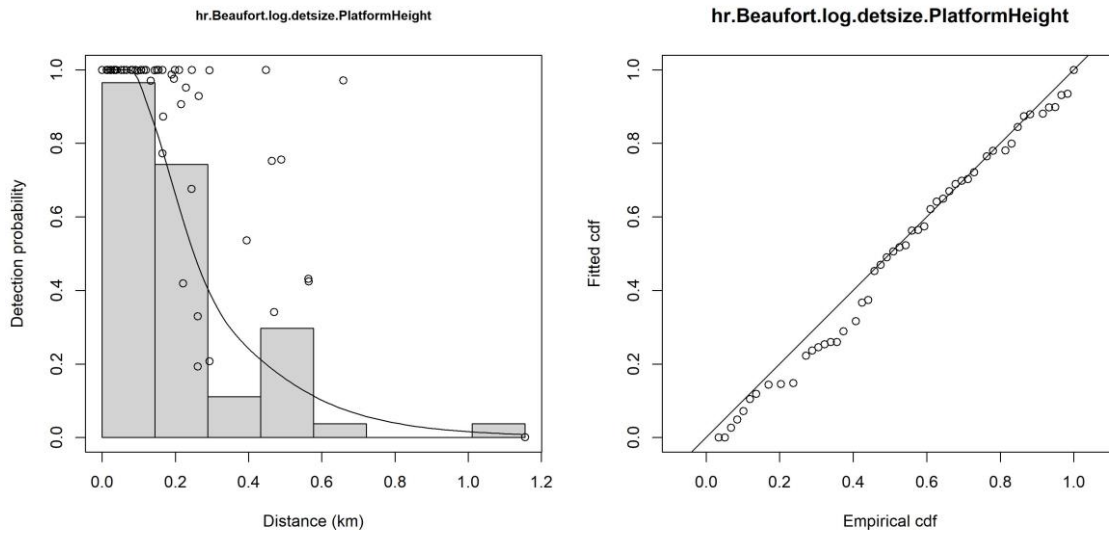 hr.Beaufort.log.detsize.PlatformHeight
Detection probability
1.0
0.8
0.6
0.4
0.2
0.0
0.0 0.2 0.4 0.6 0.8 1.0 1.2
Distance (km)
hr.Beaufort.log.detsize.PlatformHeight
Fitted cdf
1.0
0.8
0.6
0.4
0.2
0.0
0.0 0.2 0.4 0.6 0.8 1.0
Empirical cdf